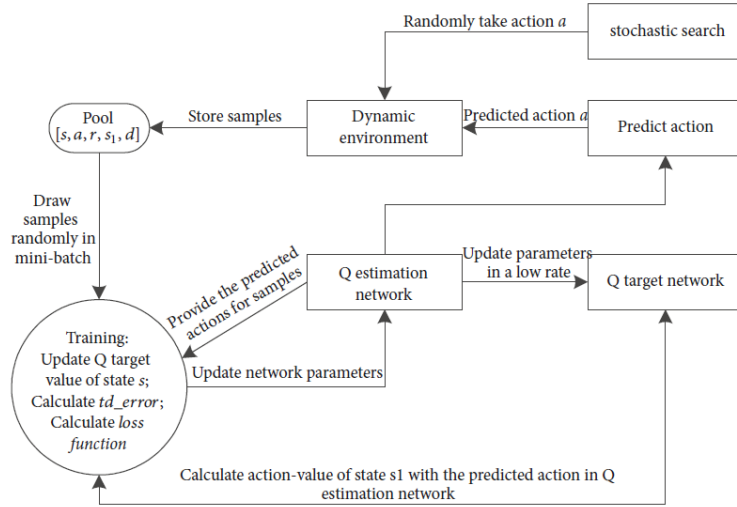 Randomly take action a
stochastic search
Pool
[s, a, r, s₁, d]
Store samples
Dynamic
environment
Predicted action a
Predict action
Draw
samples
randomly in
mini-batch
Provide the predicted
actions for samples
Q estimation
network
Update parameters
in a low rate
Q target network
Training:
Update Q target
value of state s;
Calculate td_error;
Calculate loss
function
Update network parameters
Calculate action-value of state s1 with the predicted action in Q
estimation network